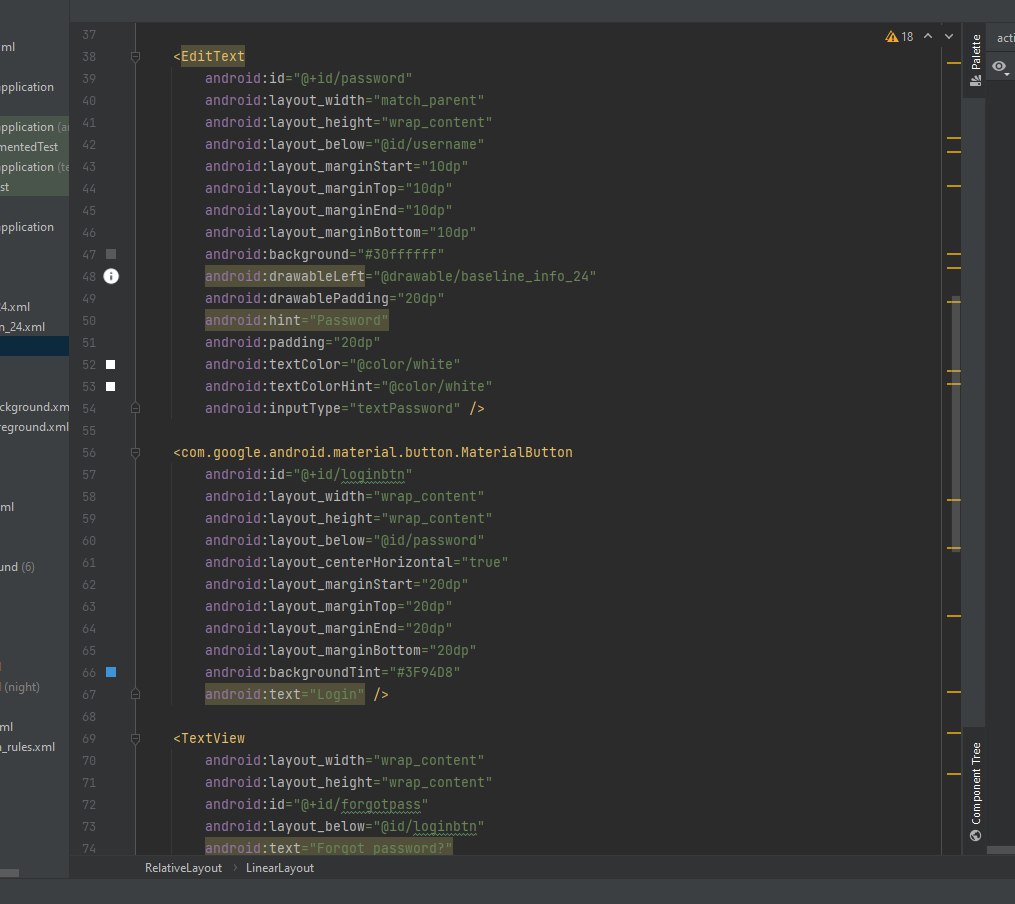 ml
pplication
pplication
mentedTest
pplication
st
pplication
4.xml
n_24.xml
ckground.xm
reground.xml
ml
und (6)
(night)
ml
_rules.xml
37
38 <EditText
39 android:id="@+id/password"
40 android:layout_width="match_parent"
41 android:layout_height="wrap_content"
42 android:layout_below="@id/username"
43 android:layout_marginStart="10dp"
44 android:layout_marginTop="10dp"
45 android:layout_marginEnd="10dp"
46 android:layout_marginBottom="10dp"
47 android:background="#30ffffff"
48 android:drawableLeft="@drawable/baseline_info_24"
49 android:drawablePadding="20dp"
50 android:hint="Password"
51 android:padding="20dp"
52 android:textColor="@color/white"
53 android:textColorHint="@color/white"
54 android:inputType="textPassword" />
55
56 <com.google.android.material.button.MaterialButton
57 android:id="@+id/loginbtn"
58 android:layout_width="wrap_content"
59 android:layout_height="wrap_content"
60 android:layout_below="@id/password"
61 android:layout_centerHorizontal="true"
62 android:layout_marginStart="20dp"
63 android:layout_marginTop="20dp"
64 android:layout_marginEnd="20dp"
65 android:layout_marginBottom="20dp"
66 android:backgroundTint="#3F94D8"
67 android:text="Login" />
68
69 <TextView
70 android:layout_width="wrap_content"
71 android:layout_height="wrap_content"
72 android:id="@+id/forgotpass"
73 android:layout_below="@id/loginbtn"
74 android:text="Forgot password?"
RelativeLayout > LinearLayout
18
Palette
Component Tree
acti